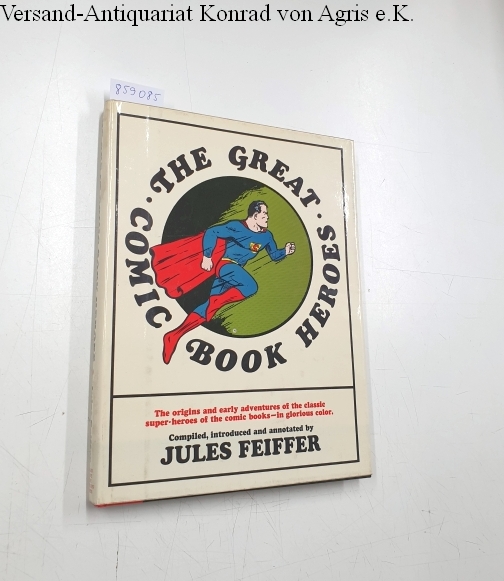 Versand-Antiquariat Konrad von Agris e.K.
859085
·THE GREAT·
COMIC BOOK HEROES
The origins and early adventures of the classic
super-heroes of the comic books—in glorious color.
Compiled, introduced and annotated by
JULES FEIFFER